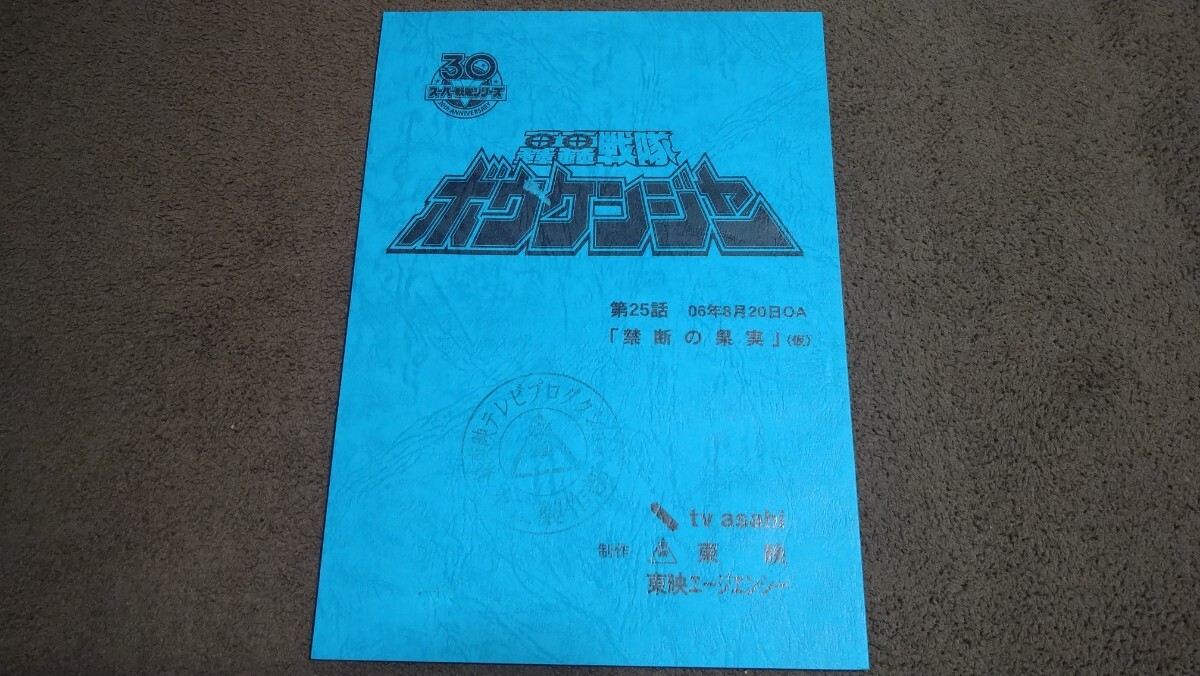 30
スーパー戦隊シリーズ
30TH ANNIVERSARY
轟轟戦隊
ボウケンジャー
第25話 06年8月20日OA
「禁断の果実」(仮)
東映テレビプロダクション
tv asahi
制作 東映
東映エージエンシー